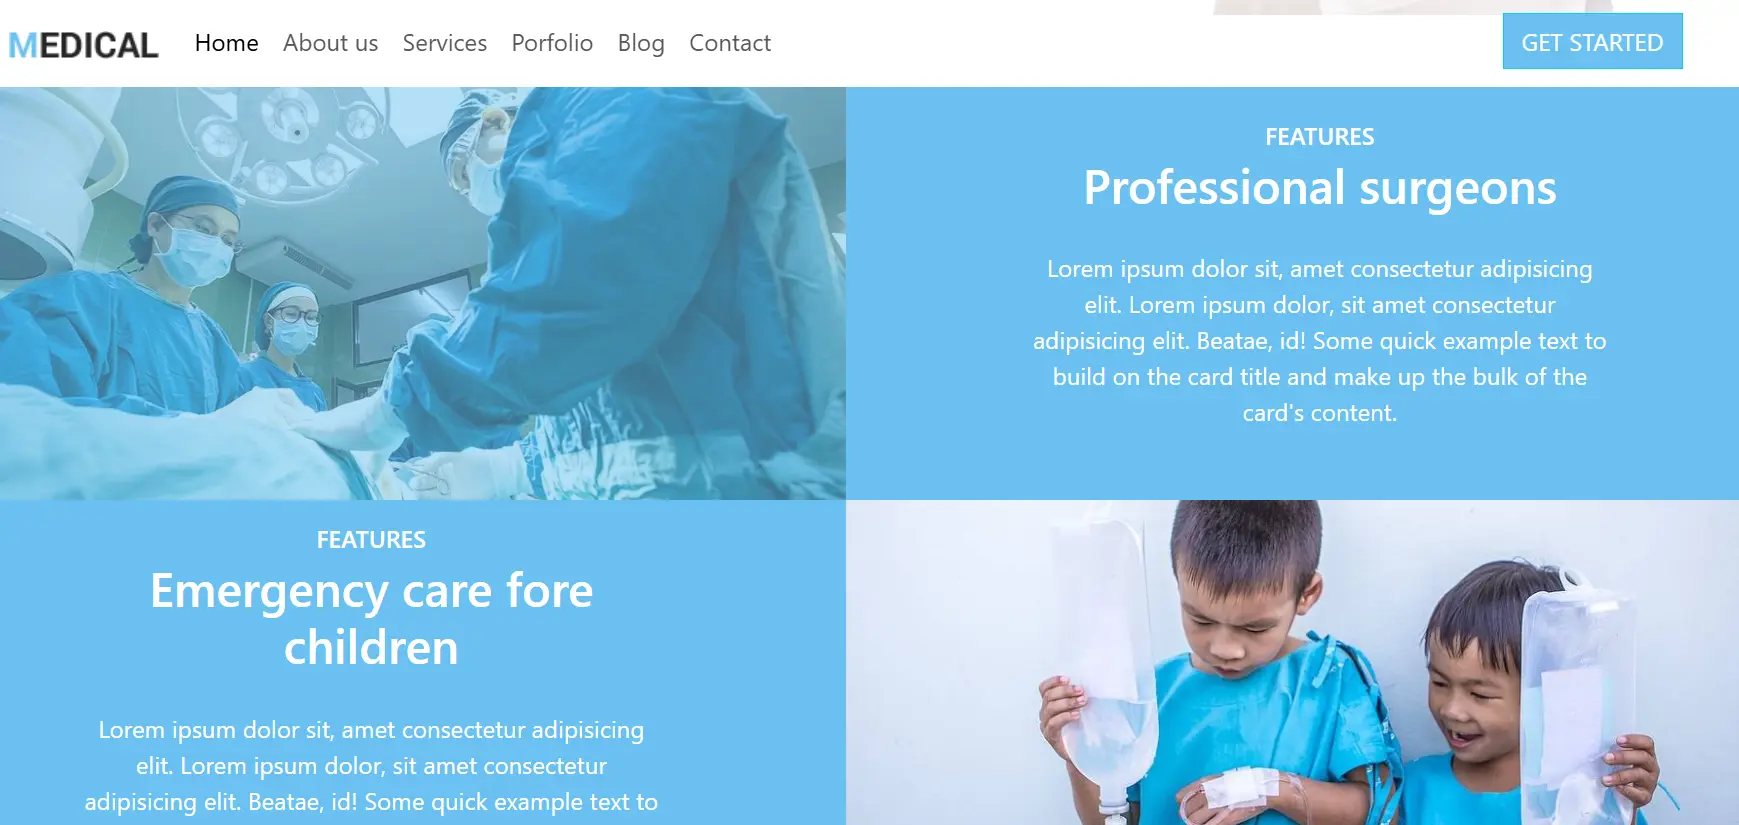 MEDICAL
Home About us Services Porfolio Blog Contact
GET STARTED
FEATURES
Professional surgeons
Lorem ipsum dolor sit, amet consectetur adipisicing
elit. Lorem ipsum dolor, sit amet consectetur
adipisicing elit. Beatae, id! Some quick example text to
build on the card title and make up the bulk of the
card's content.
FEATURES
Emergency care fore
children
Lorem ipsum dolor sit, amet consectetur adipisicing
elit. Lorem ipsum dolor, sit amet consectetur
adipisicing elit. Beatae, id! Some quick example text to